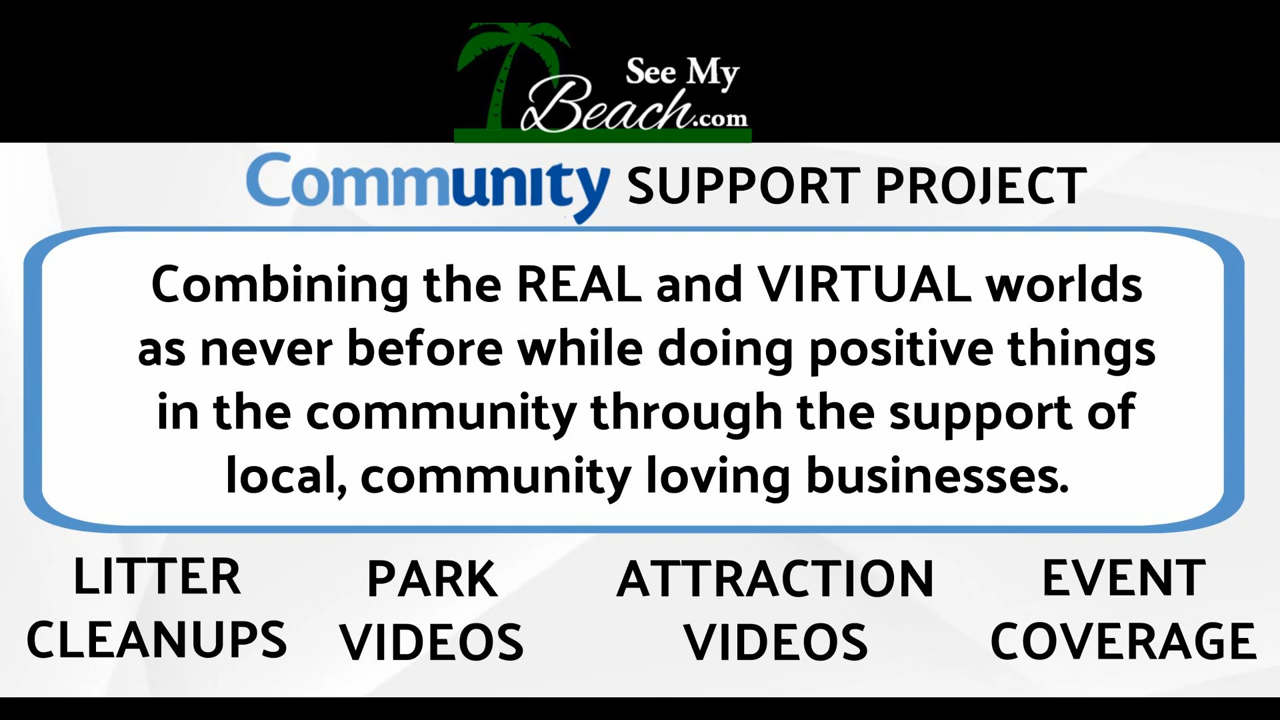 See My
Beach.com
Community SUPPORT PROJECT
Combining the REAL and VIRTUAL worlds
as never before while doing positive things
in the community through the support of
local, community loving businesses.
LITTER
CLEANUPS
PARK
VIDEOS
ATTRACTION
VIDEOS
EVENT
COVERAGE